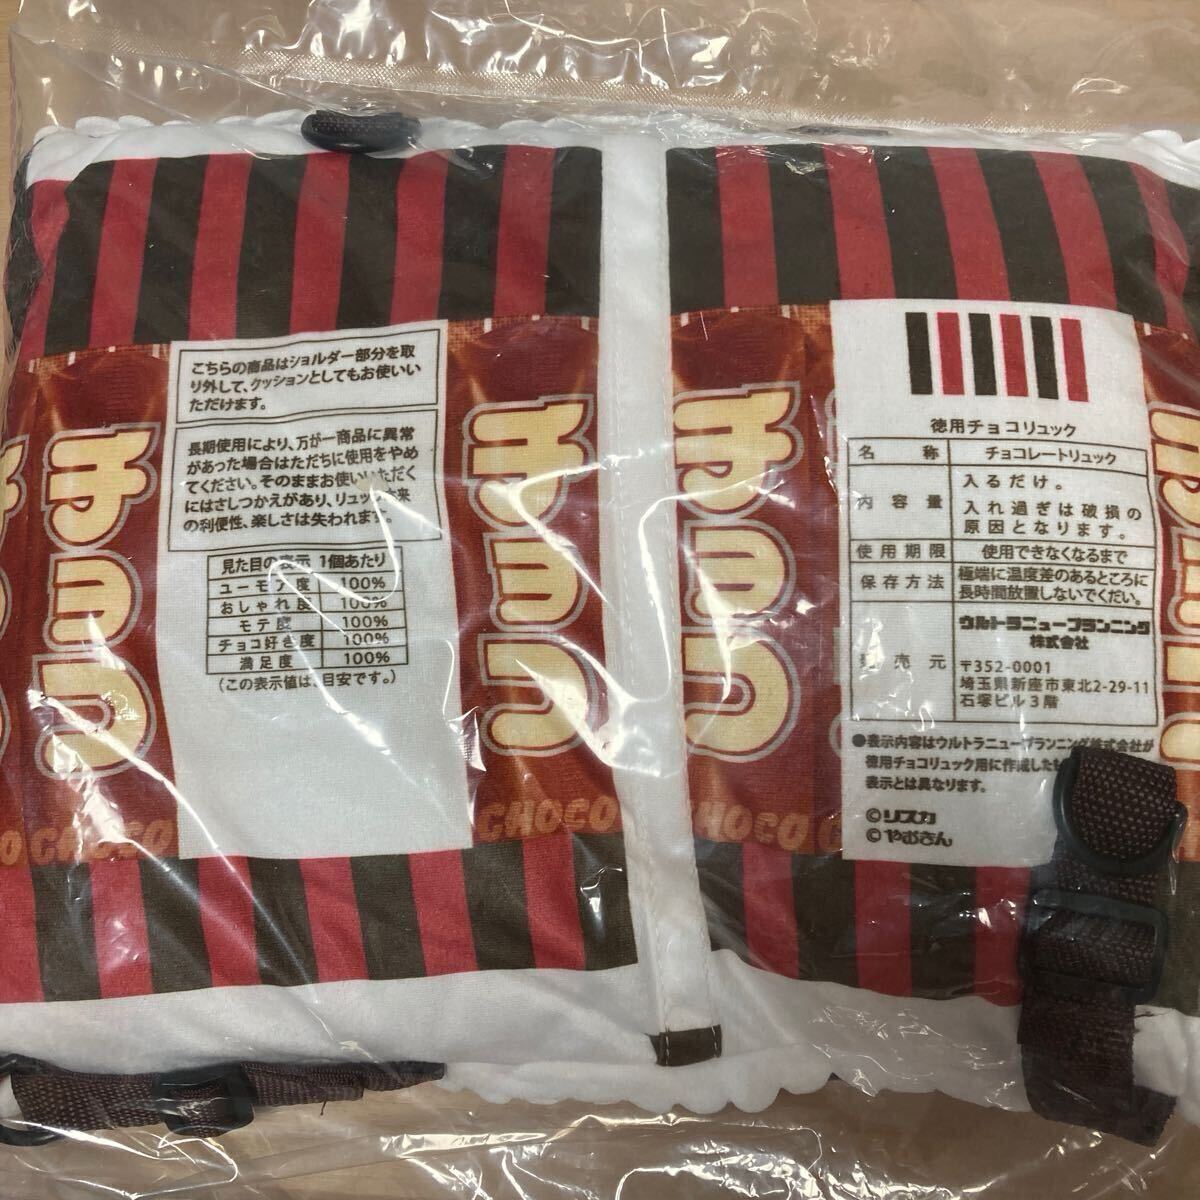 こちらの商品はショルダー部分を取
り外して、クッションとしてもお使いい
ただけます。
長期使用により、万が一商品に異常
があった場合はただちに使用をやめ
てください。そのままお使いいただく
にはさしつかえがあり、リュック本来
の利便性、楽しさは失われます。
見た目の表示 1個あたり
ユーモア度 100%
おしゃれ度 100%
モテ度 100%
チョコ好き度 100%
満足度 100%
(この表示値は、目安です。)
チョコ
チョコ
CHOCO
CHOCO
チョコ
CHOCO
徳用チョコリュック
名称 チョコレートリュック
内容量 入るだけ。
入れ過ぎは破損の
原因となります。
使用期限 使用できなくなるまで
保存方法 極端に温度差のあるところに
長時間放置しないでください。
発売元 ウルトラニュープランニング
株式会社
〒352-0001
埼玉県新座市東北2-29-11
石塚ビル3階
●表示内容はウルトラニュープランニング株式会社が
徳用チョコリュック用に作成した
表示とは異なります。
©リスカ
©やおきん